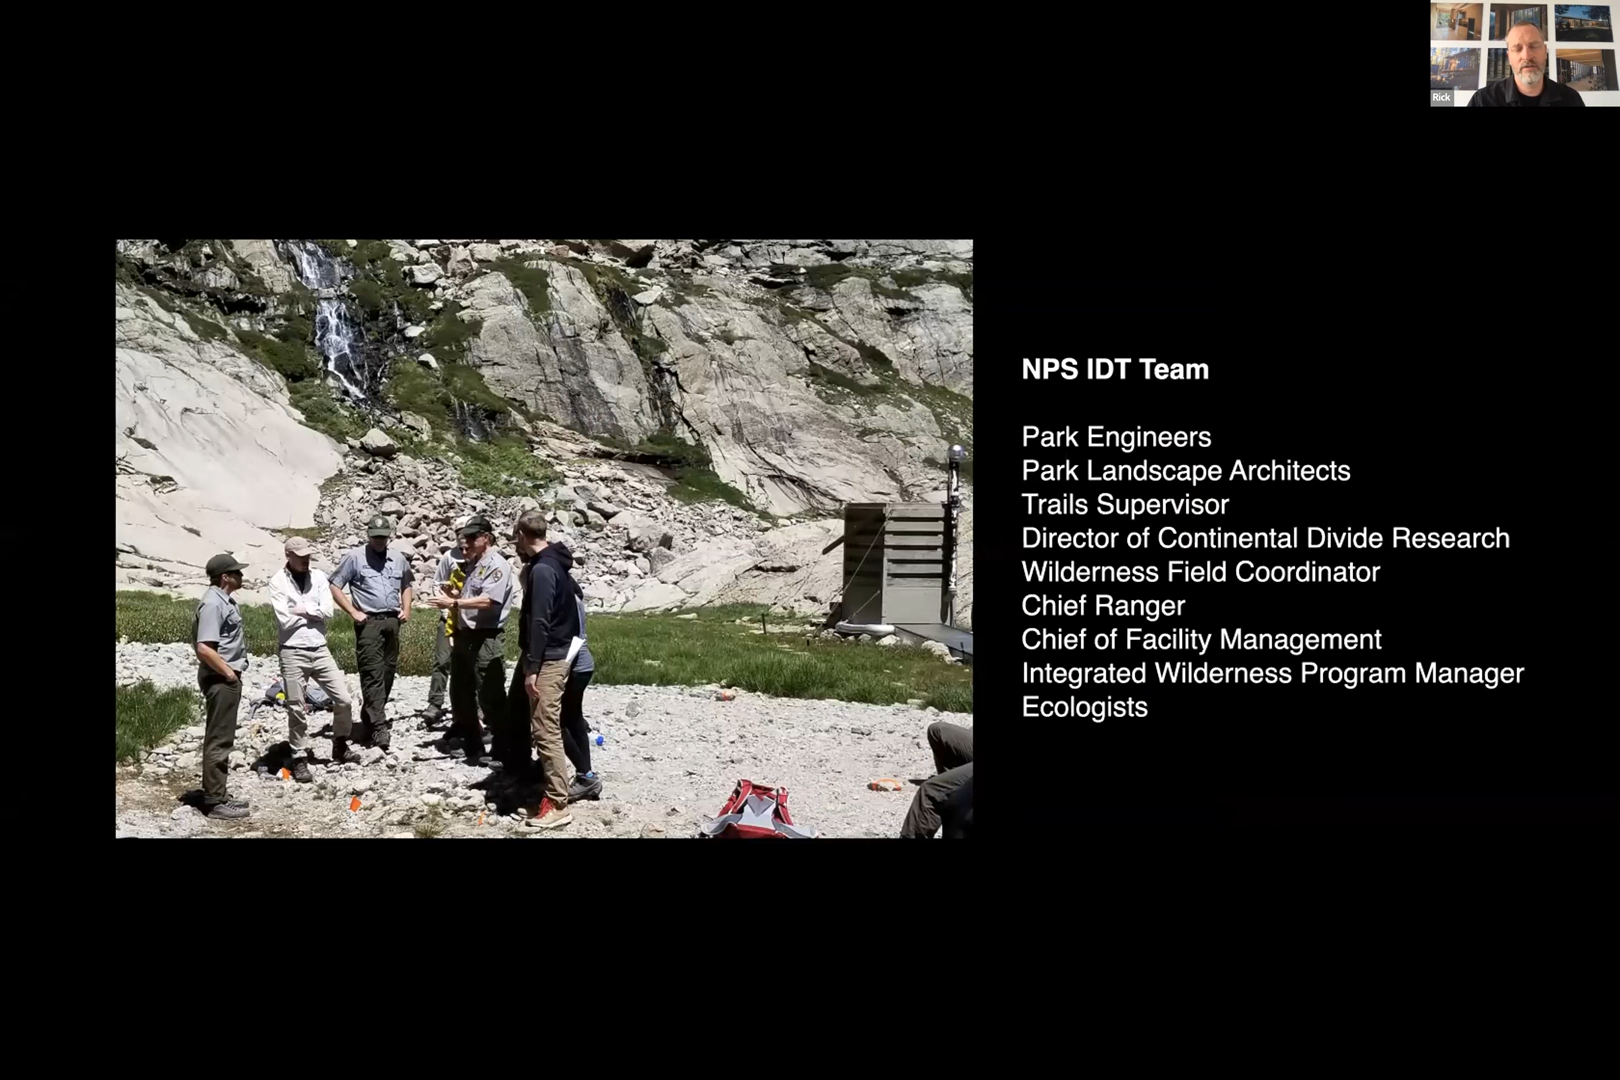 Rick
NPS IDT Team
Park Engineers
Park Landscape Architects
Trails Supervisor
Director of Continental Divide Research
Wilderness Field Coordinator
Chief Ranger
Chief of Facility Management
Integrated Wilderness Program Manager
Ecologists